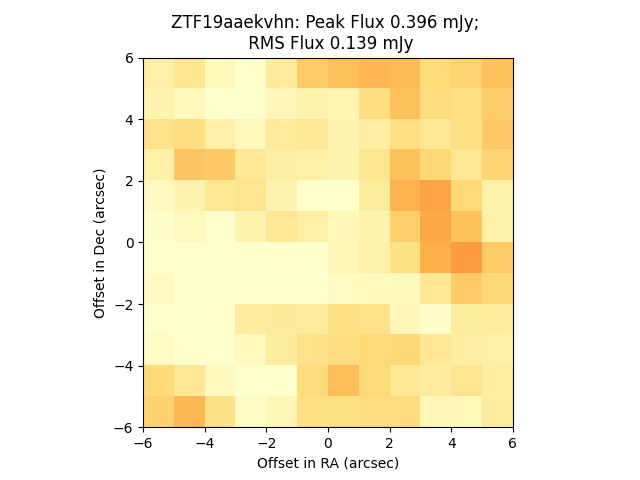 ZTF19aaekvhn: Peak Flux 0.396 mJy;
RMS Flux 0.139 mJy
6
4
2
0
−2
−4
−6
Offset in Dec (arcsec)
−6 −4 −2 0 2 4 6
Offset in RA (arcsec)